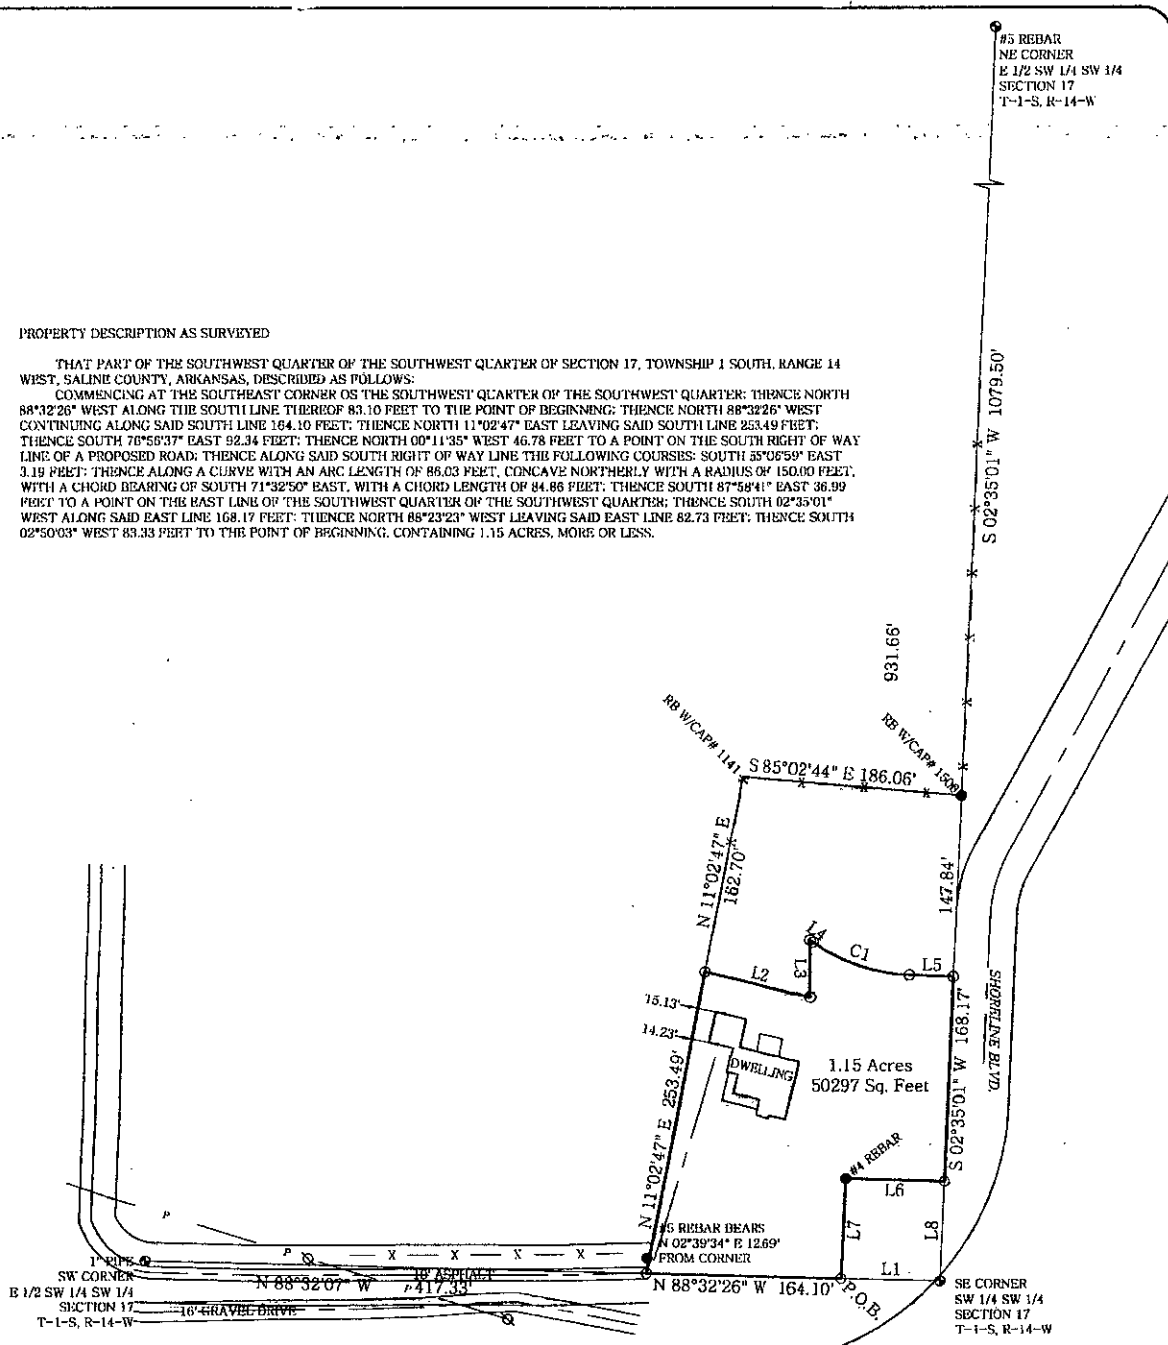 #5 REBAR
NE CORNER
E 1/2 SW 1/4 SW 1/4
SECTION 17
T-1-S, R-14-W
PROPERTY DESCRIPTION AS SURVEYED
THAT PART OF THE SOUTHWEST QUARTER OF THE SOUTHWEST QUARTER OF SECTION 17, TOWNSHIP 1 SOUTH, RANGE 14
WEST, SALINE COUNTY, ARKANSAS, DESCRIBED AS FOLLOWS:
COMMENCING AT THE SOUTHEAST CORNER OS THE SOUTHWEST QUARTER OF THE SOUTHWEST QUARTER; THENCE NORTH
88°32'26" WEST ALONG THE SOUTH LINE THEREOF 83.10 FEET TO THE POINT OF BEGINNING; THENCE NORTH 88°32'26" WEST
CONTINUING ALONG SAID SOUTH LINE 164.10 FEET; THENCE NORTH 11°02'47" EAST LEAVING SAID SOUTH LINE 253.49 FEET;
THENCE SOUTH 76°56'37" EAST 92.34 FEET; THENCE NORTH 00°11'35" WEST 46.78 FEET TO A POINT ON THE SOUTH RIGHT OF WAY
LINE OF A PROPOSED ROAD; THENCE ALONG SAID SOUTH RIGHT OF WAY LINE THE FOLLOWING COURSES: SOUTH 55°06'59" EAST
3.19 FEET; THENCE ALONG A CURVE WITH AN ARC LENGTH OF 86.03 FEET, CONCAVE NORTHERLY WITH A RADIUS OF 150.00 FEET,
WITH A CHORD BEARING OF SOUTH 71°32'50" EAST, WITH A CHORD LENGTH OF 84.86 FEET; THENCE SOUTH 87°58'41" EAST 36.99
FEET TO A POINT ON THE EAST LINE OF THE SOUTHWEST QUARTER OF THE SOUTHWEST QUARTER; THENCE SOUTH 02°35'01"
WEST ALONG SAID EAST LINE 168.17 FEET; THENCE NORTH 88°23'23" WEST LEAVING SAID EAST LINE 82.73 FEET; THENCE SOUTH
02°50'03" WEST 83.33 FEET TO THE POINT OF BEGINNING, CONTAINING 1.15 ACRES, MORE OR LESS.
S 02°35'01" W 1079.50'
931.66'
RB W/CAP# 1141
RB W/CAP# 1508
S 85°02'44" E 186.06'
N 11°02'47" E
162.70'
147.84'
L4
C1
L5
L3
L2
SHORELINE BLVD.
15.13'
14.23'
DWELLING
1.15 Acres
50297 Sq. Feet
S 02°35'01" W 168.17'
N 11°02'47" E 253.49'
#4 REBAR
L6
L7
L8
P
#5 REBAR BEARS
N 02°39'34" E 12.69'
FROM CORNER
P
X X X X
1" PIPE
SW CORNER
E 1/2 SW 1/4 SW 1/4
SECTION 17
T-1-S, R-14-W
16' ASPHALT
N 88°32'07" W 417.33'
P
16' GRAVEL DRIVE
N 88°32'26" W 164.10'
L1
P.O.B.
SE CORNER
SW 1/4 SW 1/4
SECTION 17
T-1-S, R-14-W